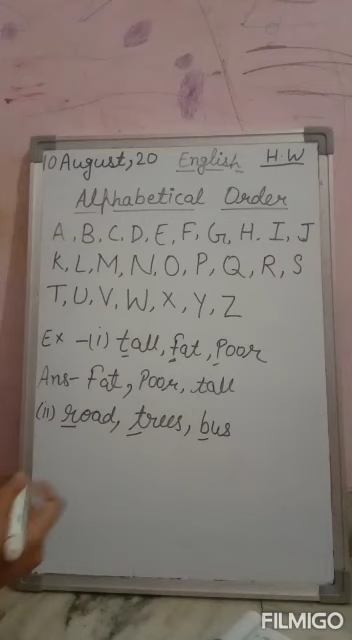 10 August, 20 English H.W
Alphabetical Order
A, B, C, D, E, F, G, H. I, J
K, L, M, N, O, P, Q, R, S
T, U, V, W, X, Y, Z
Ex -(i) tall, fat, Poor
Ans- Fat, Poor, tall
(ii) road, trees, bus
FILMIGO